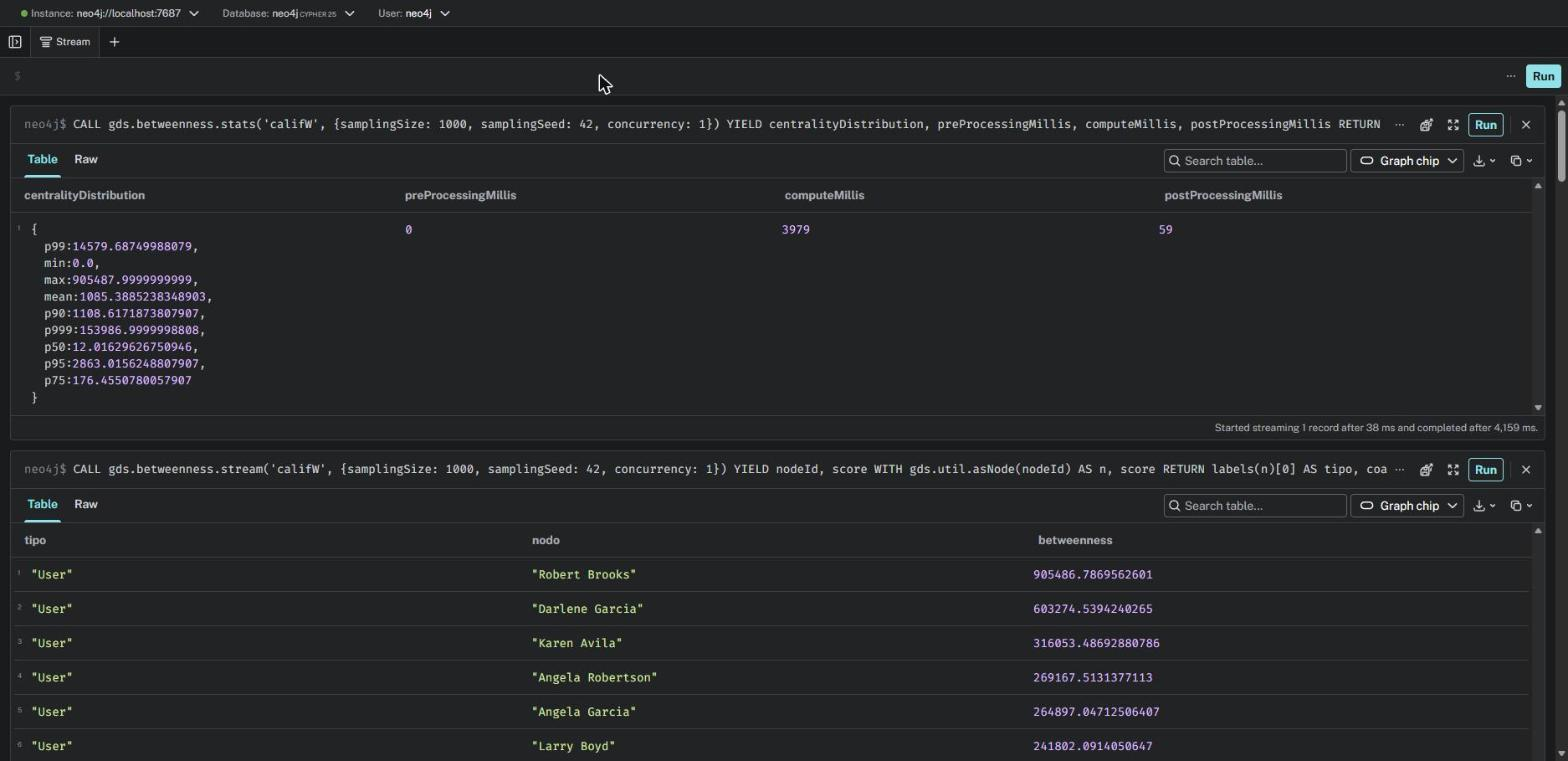 Instance: neo4j://localhost:7687 Database: neo4j CYPHER 25 User: neo4j
Stream
$ ... Run
neo4j$ CALL gds.betweenness.stats('califW', {samplingSize: 1000, samplingSeed: 42, concurrency: 1}) YIELD centralityDistribution, preProcessingMillis, computeMillis, postProcessingMillis RETURN ... Run
Table Raw Search table... Graph chip
centralityDistribution preProcessingMillis computeMillis postProcessingMillis
1 { 0 3979 59
p99:14579.68749988079,
min:0.0,
max:905487.9999999999,
mean:1085.3885238348903,
p90:1108.6171873807907,
p999:153986.9999998808,
p50:12.01629626750946,
p95:2863.0156248807907,
p75:176.4550780057907
}
Started streaming 1 record after 38 ms and completed after 4,159 ms.
neo4j$ CALL gds.betweenness.stream('califW', {samplingSize: 1000, samplingSeed: 42, concurrency: 1}) YIELD nodeId, score WITH gds.util.asNode(nodeId) AS n, score RETURN labels(n)[0] AS tipo, coa ... Run
Table Raw Search table... Graph chip
tipo nodo betweenness
1 "User" "Robert Brooks" 905486.7869562601
2 "User" "Darlene Garcia" 603274.5394240265
3 "User" "Karen Avila" 316053.48692880786
4 "User" "Angela Robertson" 269167.5131377113
5 "User" "Angela Garcia" 264897.04712506407
6 "User" "Larry Boyd" 241802.0914050647